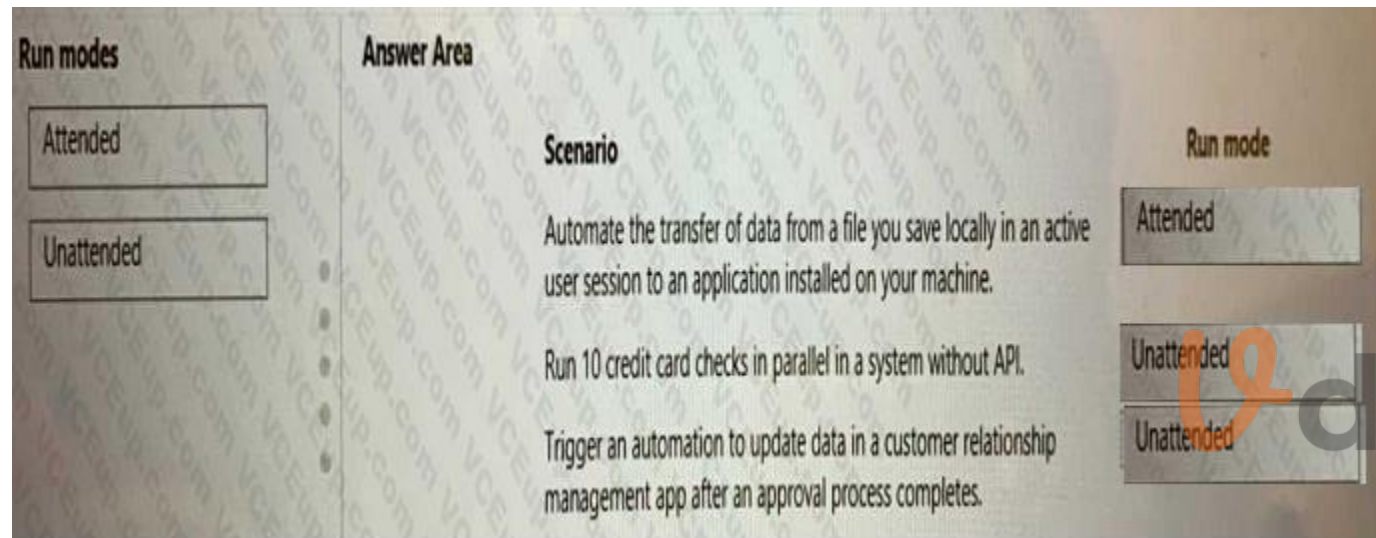 Run modes
Answer Area
Attended
Unattended
Scenario
Run mode
Automate the transfer of data from a file you save locally in an active
user session to an application installed on your machine.
Attended
Run 10 credit card checks in parallel in a system without API.
Unattended
Trigger an automation to update data in a customer relationship
management app after an approval process completes.
Unattended
VCEup.com